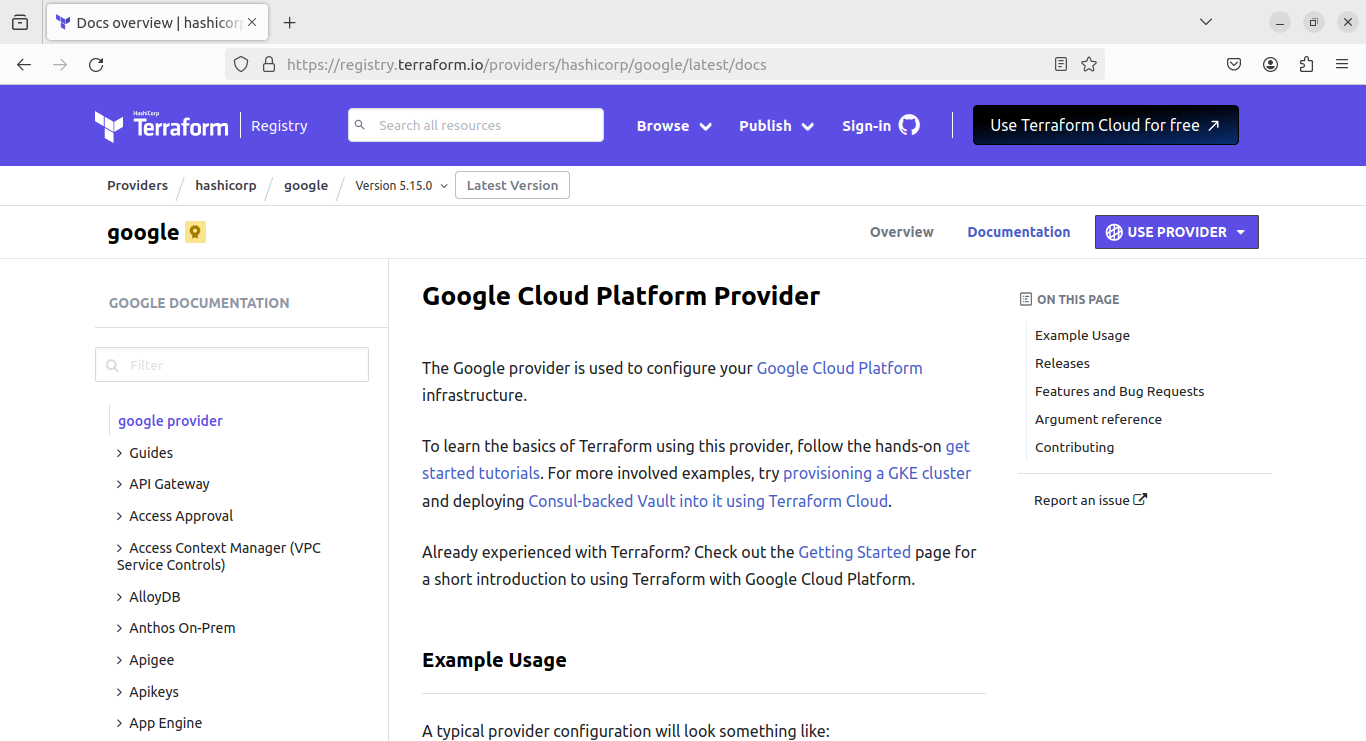 Docs overview | hashicorp
https://registry.terraform.io/providers/hashicorp/google/latest/docs
HashiCorp
Terraform
Registry
Search all resources
Browse
Publish
Sign-in
Use Terraform Cloud for free
Providers
hashicorp
google
Version 5.15.0
Latest Version
google
Overview
Documentation
USE PROVIDER
GOOGLE DOCUMENTATION
Filter
google provider
Guides
API Gateway
Access Approval
Access Context Manager (VPC
Service Controls)
AlloyDB
Anthos On-Prem
Apigee
Apikeys
App Engine
Google Cloud Platform Provider
The Google provider is used to configure your Google Cloud Platform
infrastructure.
To learn the basics of Terraform using this provider, follow the hands-on get
started tutorials. For more involved examples, try provisioning a GKE cluster
and deploying Consul-backed Vault into it using Terraform Cloud.
Already experienced with Terraform? Check out the Getting Started page for
a short introduction to using Terraform with Google Cloud Platform.
Example Usage
A typical provider configuration will look something like:
ON THIS PAGE
Example Usage
Releases
Features and Bug Requests
Argument reference
Contributing
Report an issue